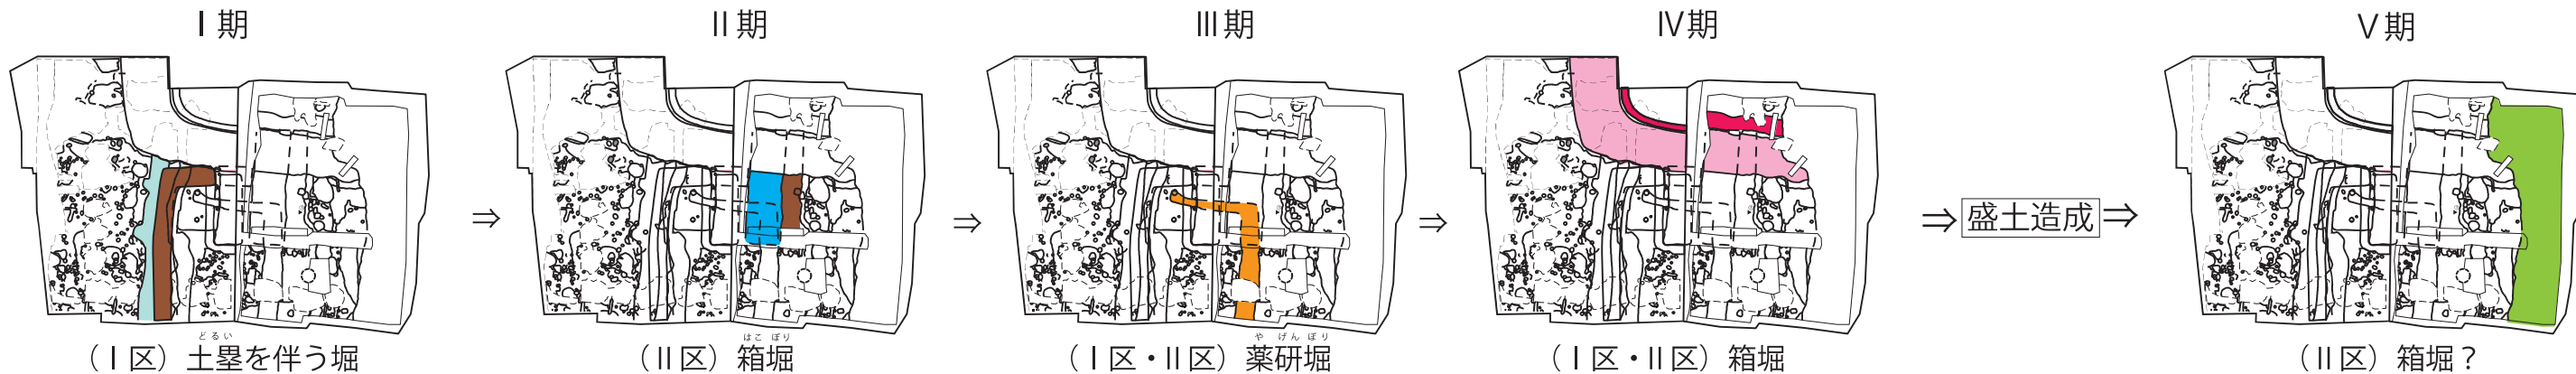 Ⅰ期
Ⅱ期
Ⅲ期
Ⅳ期
Ⅴ期
⇒
⇒
⇒
⇒盛土造成⇒
どるい
（Ⅰ区）土塁を伴う堀
はこ ぼり
（Ⅱ区）箱堀
や げん ぼり
（Ⅰ区・Ⅱ区）薬研堀
（Ⅰ区・Ⅱ区）箱堀
（Ⅱ区）箱堀？